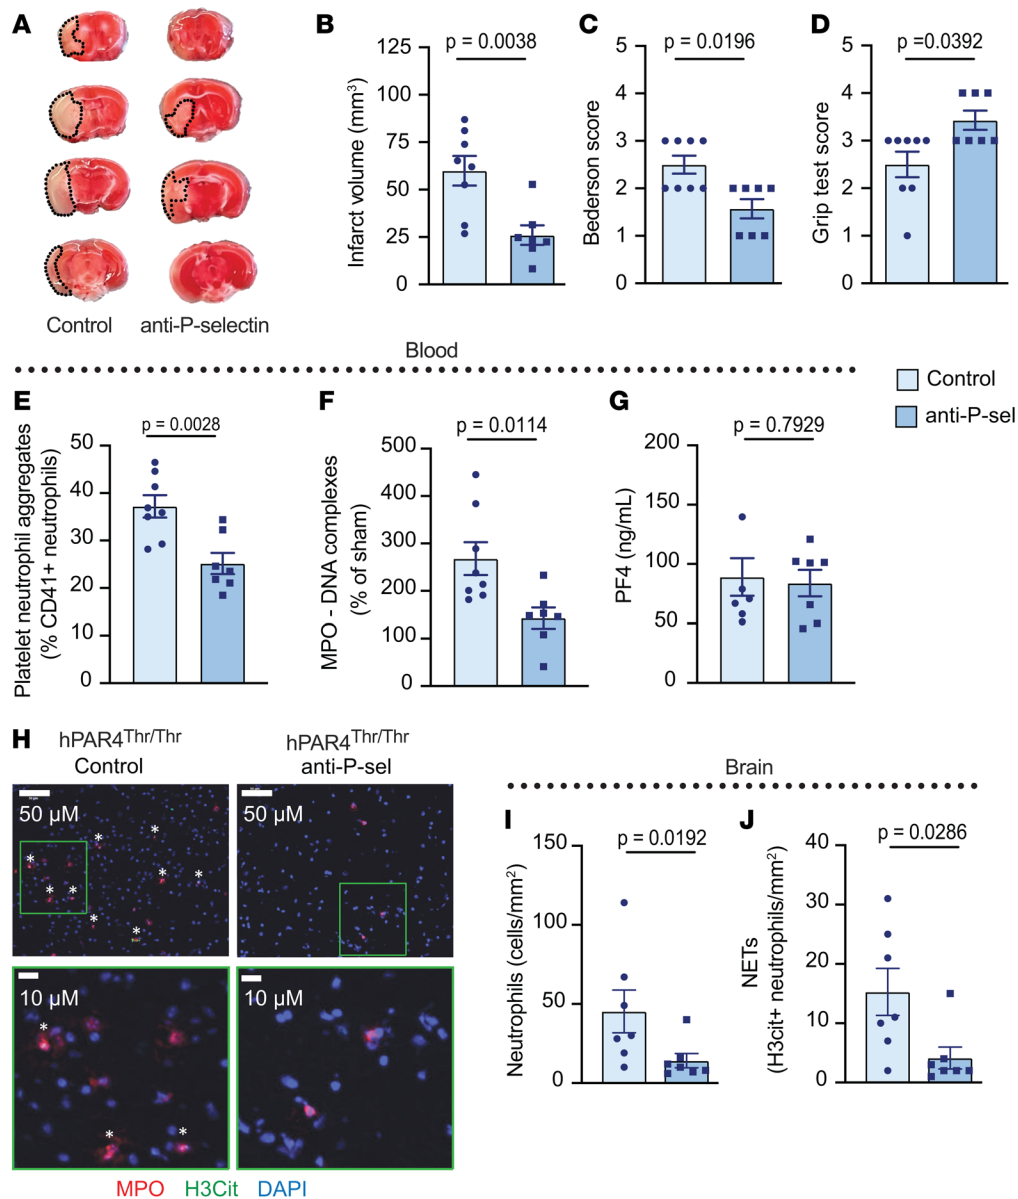 A
Control
anti-P-selectin
B
p = 0.0038
Infarct volume (mm3)
125
100
75
50
25
0
C
p = 0.0196
Bederson score
5
4
3
2
1
0
D
p =0.0392
Grip test score
5
4
3
2
1
0
Blood
Control
anti-P-sel
E
p = 0.0028
Platelet neutrophil aggregates
(% CD41+ neutrophils)
50
40
30
20
10
0
F
p = 0.0114
MPO - DNA complexes
(% of sham)
500
400
300
200
100
0
G
p = 0.7929
PF4 (ng/mL)
200
150
100
50
0
H
hPAR4Thr/Thr
Control
hPAR4Thr/Thr
anti-P-sel
50 µM
50 µM
10 µM
10 µM
MPO H3Cit DAPI
Brain
I
p = 0.0192
Neutrophils (cells/mm2)
150
100
50
0
J
p = 0.0286
NETs
(H3cit+ neutrophils/mm2)
40
30
20
10
0